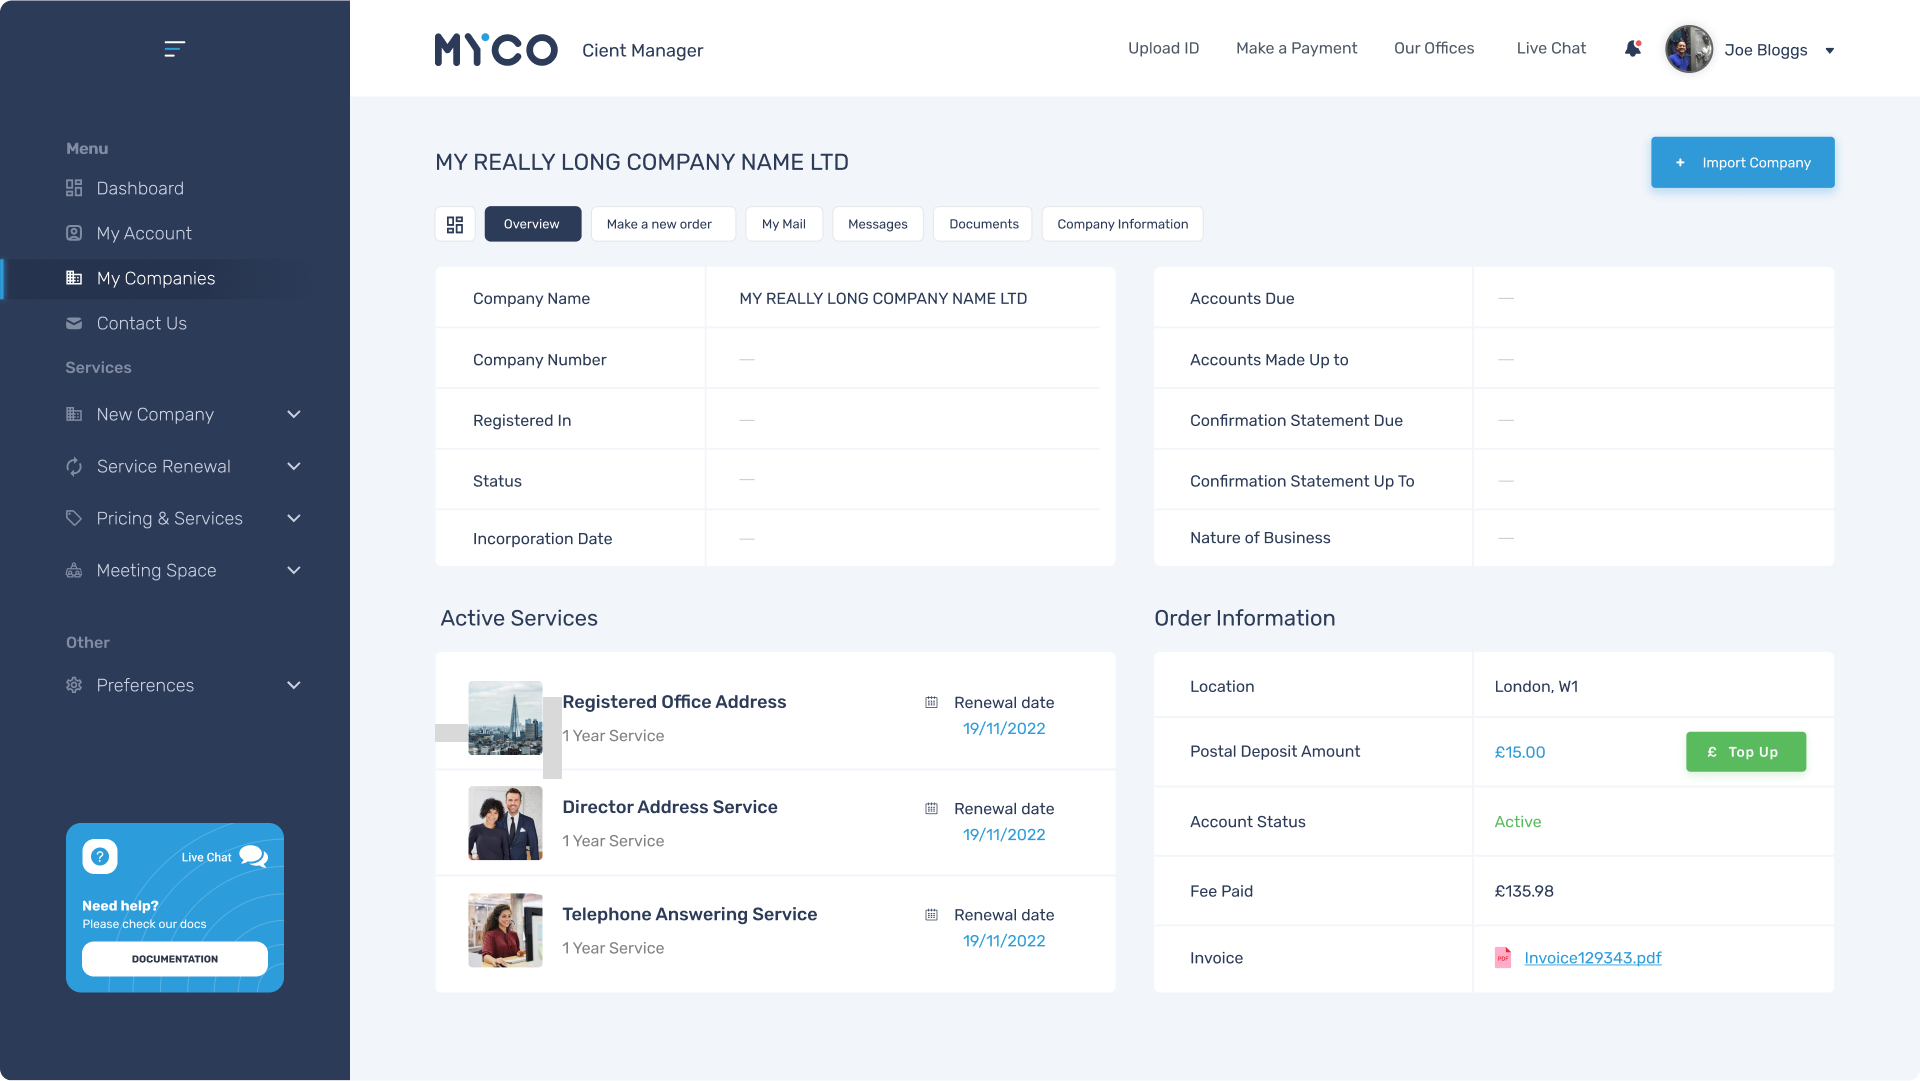 MYCO
Cient Manager
Upload ID
Make a Payment
Our Offices
Live Chat
Joe Bloggs
Menu
Dashboard
My Account
My Companies
Contact Us
Services
New Company
Service Renewal
Pricing & Services
Meeting Space
Other
Preferences
?
Live Chat
Need help?
Please check our docs
DOCUMENTATION
MY REALLY LONG COMPANY NAME LTD
+ Import Company
Overview
Make a new order
My Mail
Messages
Documents
Company Information
Company Name
MY REALLY LONG COMPANY NAME LTD
Company Number
—
Registered In
—
Status
—
Incorporation Date
—
Accounts Due
—
Accounts Made Up to
—
Confirmation Statement Due
—
Confirmation Statement Up To
—
Nature of Business
—
Active Services
Registered Office Address
1 Year Service
Renewal date
19/11/2022
Director Address Service
1 Year Service
Renewal date
19/11/2022
Telephone Answering Service
1 Year Service
Renewal date
19/11/2022
Order Information
Location
London, W1
Postal Deposit Amount
£15.00
£ Top Up
Account Status
Active
Fee Paid
£135.98
Invoice
PDF
Invoice129343.pdf